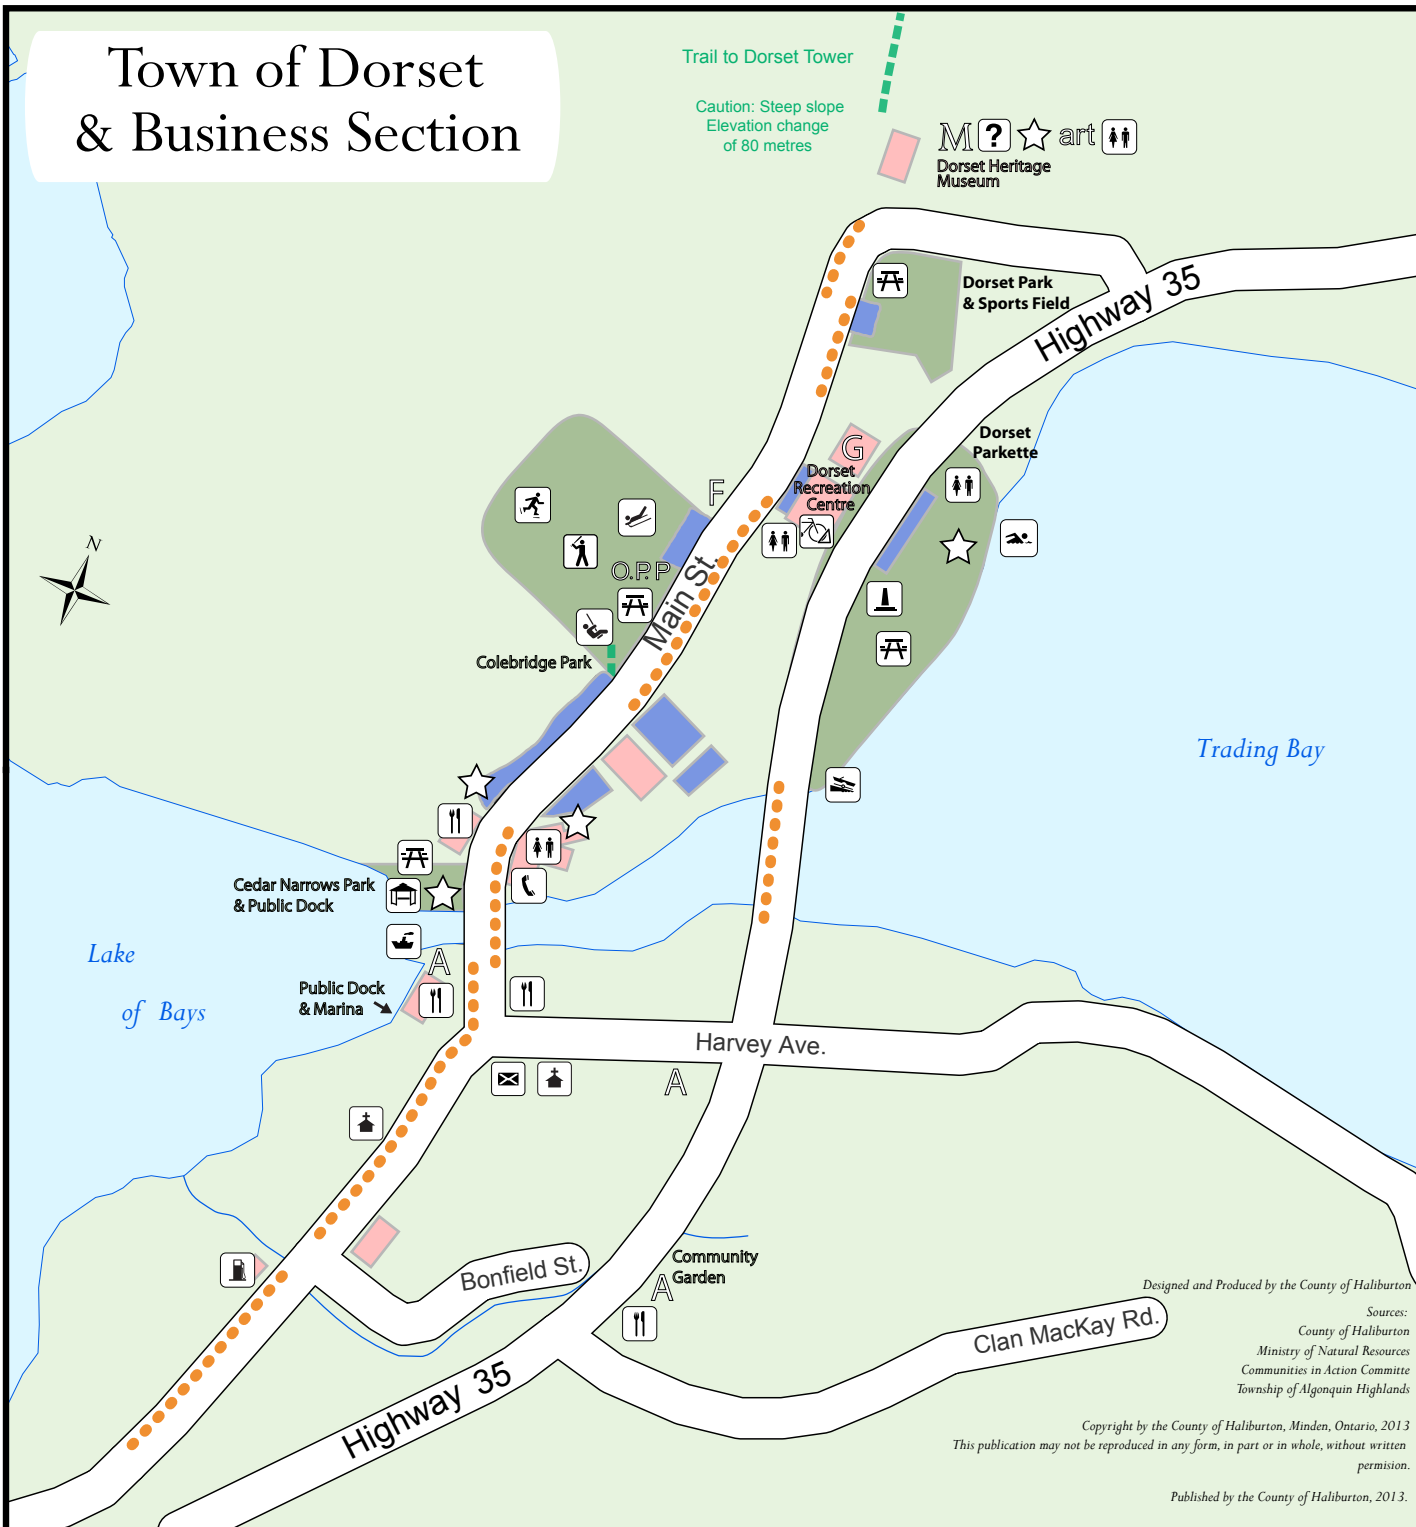 Town of Dorset
& Business Section
Trail to Dorset Tower
Caution: Steep slope
Elevation change
of 80 metres
M ? art
Dorset Heritage
Museum
Dorset Park
& Sports Field
Highway 35
Dorset
Parkette
G
Dorset
Recreation
Centre
F
O.P.P
Main St.
N
Colebridge Park
Trading Bay
Cedar Narrows Park
& Public Dock
Lake
of Bays
A
Public Dock
& Marina
Harvey Ave.
A
Community
Garden
A
Bonfield St.
Clan MacKay Rd.
Highway 35
Designed and Produced by the County of Haliburton
Sources:
County of Haliburton
Ministry of Natural Resources
Communities in Action Committe
Township of Algonquin Highlands
Copyright by the County of Haliburton, Minden, Ontario, 2013
This publication may not be reproduced in any form, in part or in whole, without written
permision.
Published by the County of Haliburton, 2013.